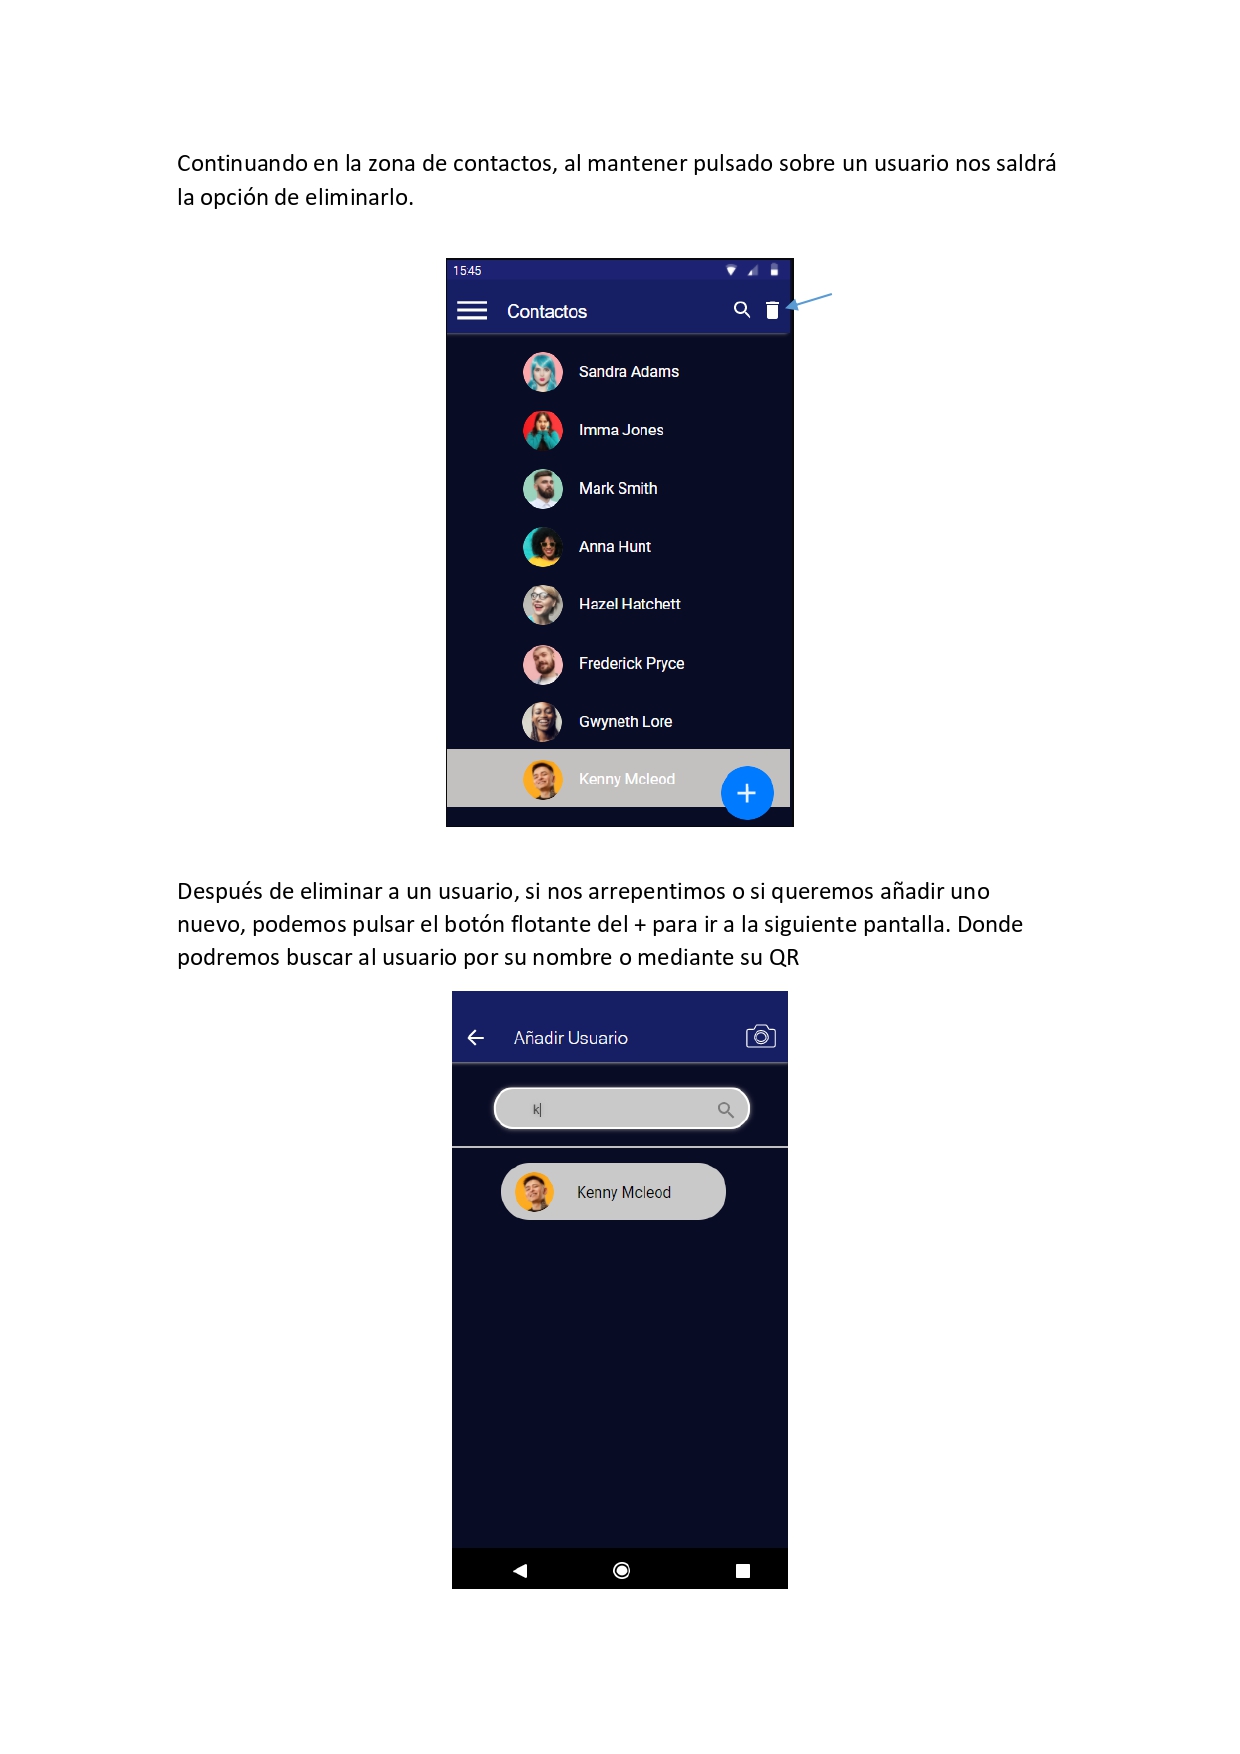 Continuando en la zona de contactos, al mantener pulsado sobre un usuario nos saldrá
la opción de eliminarlo.
15:45
Contactos
Sandra Adams
Imma Jones
Mark Smith
Anna Hunt
Hazel Hatchett
Frederick Pryce
Gwyneth Lore
Kenny Mcleod
+
Después de eliminar a un usuario, si nos arrepentimos o si queremos añadir uno
nuevo, podemos pulsar el botón flotante del + para ir a la siguiente pantalla. Donde
podremos buscar al usuario por su nombre o mediante su QR
Añadir Usuario
k
Kenny Mcleod